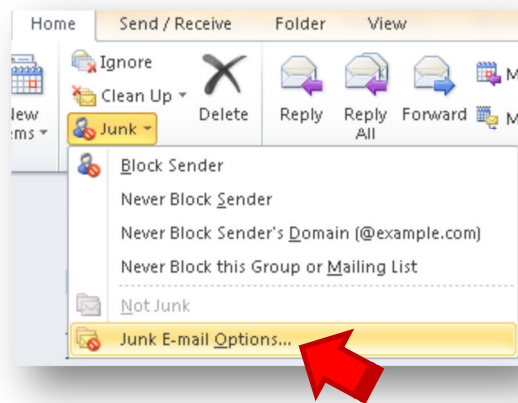 Home Send / Receive Folder View
Ignore
Clean Up
Junk
Delete
Reply
Reply All
Forward
M
M
Block Sender
Never Block Sender
Never Block Sender's Domain (@example.com)
Never Block this Group or Mailing List
Not Junk
Junk E-mail Options...